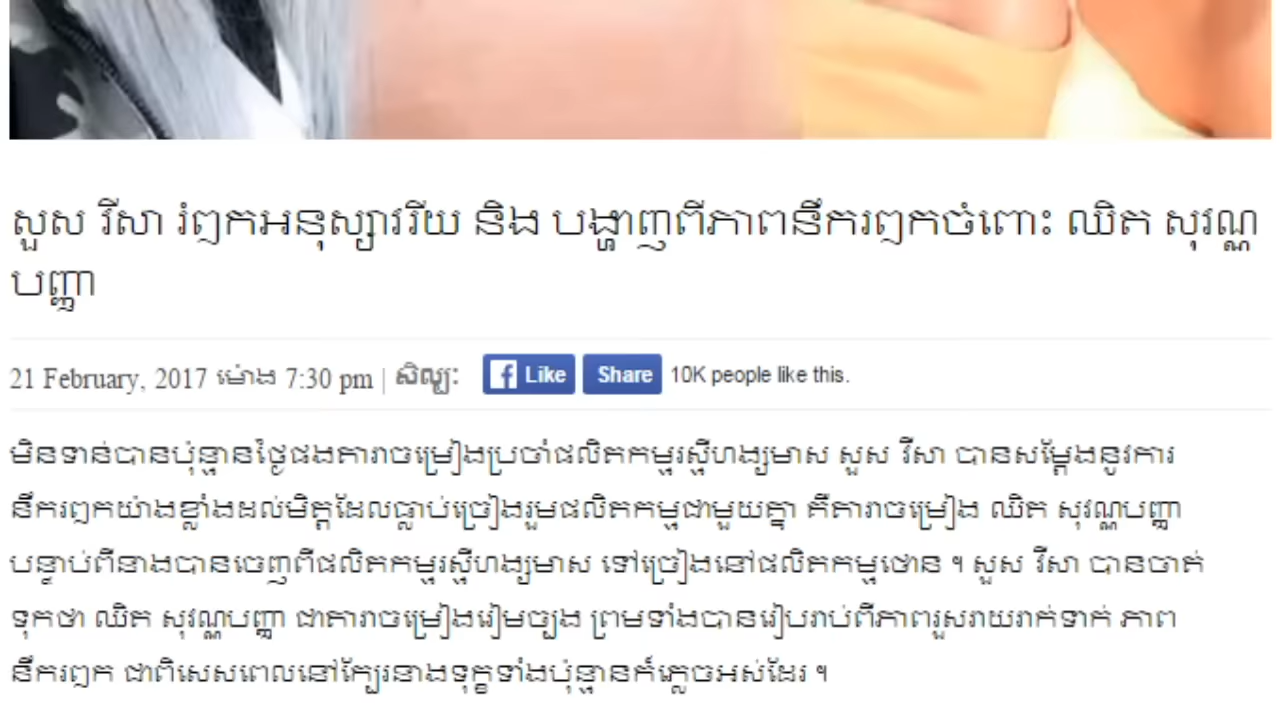 សួស វីសា រំឭកអនុស្សាវរីយ និង បង្ហាញពីភាពនឹករឭកចំពោះ ឈិត សុវណ្ណ
បញ្ញា
21 February, 2017 ម៉ោង 7:30 pm | សិល្បៈ Like Share 10K people like this.
មិនទាន់បានប៉ុន្មានថ្ងៃផងតារាចម្រៀងប្រចាំផលិតកម្មរស្មីហង្សមាស សួស វីសា បានសម្ដែងនូវការ
នឹករឭកយ៉ាងខ្លាំងដល់មិត្តដែលធ្លាប់ច្រៀងរួមផលិតកម្មជាមួយគ្នា គឺតារាចម្រៀង ឈិត សុវណ្ណបញ្ញា
បន្ទាប់ពីនាងបានចេញពីផលិតកម្មរស្មីហង្សមាស ទៅច្រៀងនៅផលិតកម្មថោន ។ សួស វីសា បានចាត់
ទុកថា ឈិត សុវណ្ណបញ្ញា ជាតារាចម្រៀងរៀមច្បង ព្រមទាំងបានរៀបរាប់ពីភាពរួសរាយរាក់ទាក់ ភាព
នឹករឭក ជាពិសេសពេលនៅក្បែរនាងទុក្ខទាំងប៉ុន្មានក៍ភ្លេចអស់ដែរ ។